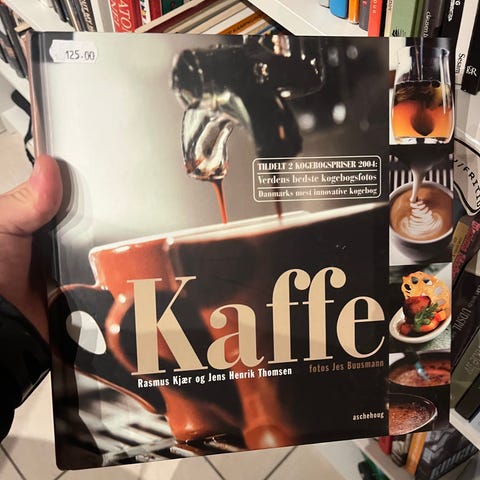 125.00
TILDELT 2 KOGEBOGSPRISER 2004:
Verdens bedste kogebogsfotos
Danmarks mest innovative kogebog
Kaffe
Rasmus Kjær og Jens Henrik Thomsen
fotos Jes Buusmann
aschehoug